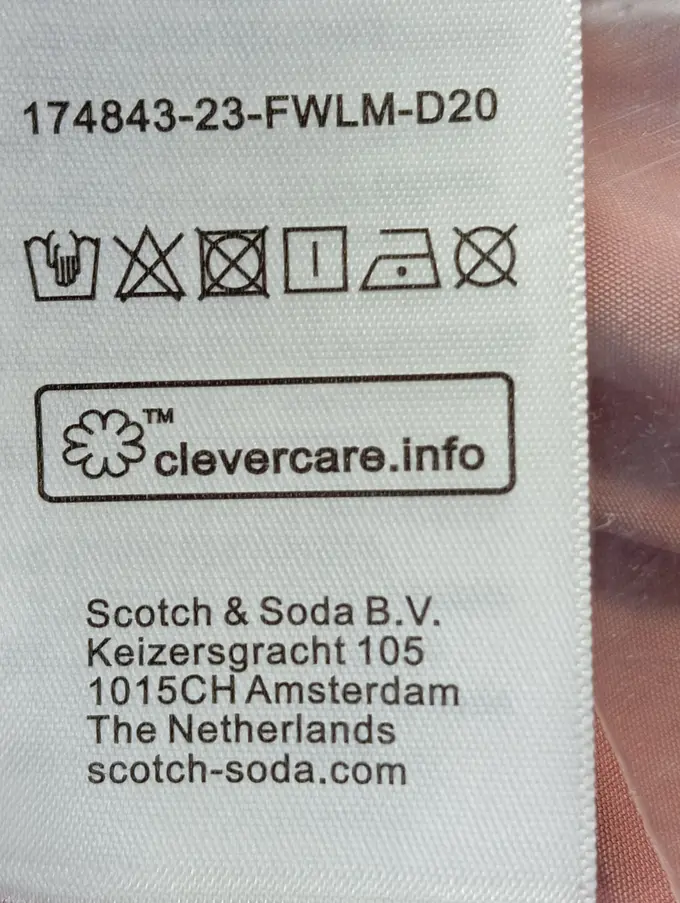 174843-23-FWLM-D20
™
clevercare.info
Scotch & Soda B.V.
Keizersgracht 105
1015CH Amsterdam
The Netherlands
scotch-soda.com